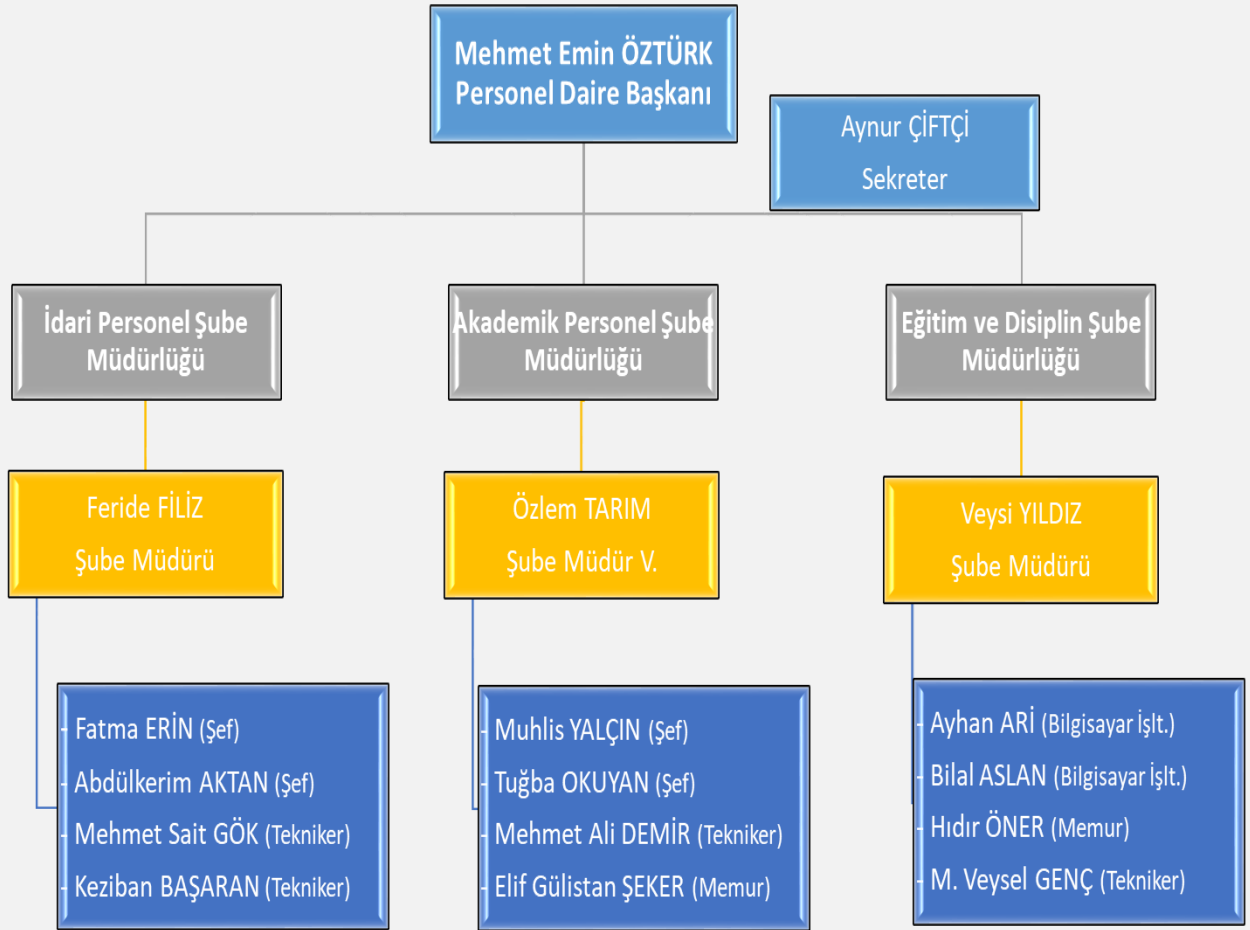 Mehmet Emin ÖZTÜRK
Personel Daire Başkanı
Aynur ÇİFTÇİ
Sekreter
İdari Personel Şube
Müdürlüğü
Akademik Personel Şube
Müdürlüğü
Eğitim ve Disiplin Şube
Müdürlüğü
Feride FİLİZ
Şube Müdürü
Özlem TARIM
Şube Müdür V.
Veysi YILDIZ
Şube Müdürü
- Fatma ERİN (Şef)
- Abdülkerim AKTAN (Şef)
- Mehmet Sait GÖK (Tekniker)
- Keziban BAŞARAN (Tekniker)
- Muhlis YALÇIN (Şef)
- Tuğba OKUYAN (Şef)
- Mehmet Ali DEMİR (Tekniker)
- Elif Gülistan ŞEKER (Memur)
- Ayhan ARİ (Bilgisayar İşlt.)
- Bilal ASLAN (Bilgisayar İşlt.)
- Hıdır ÖNER (Memur)
- M. Veysel GENÇ (Tekniker)